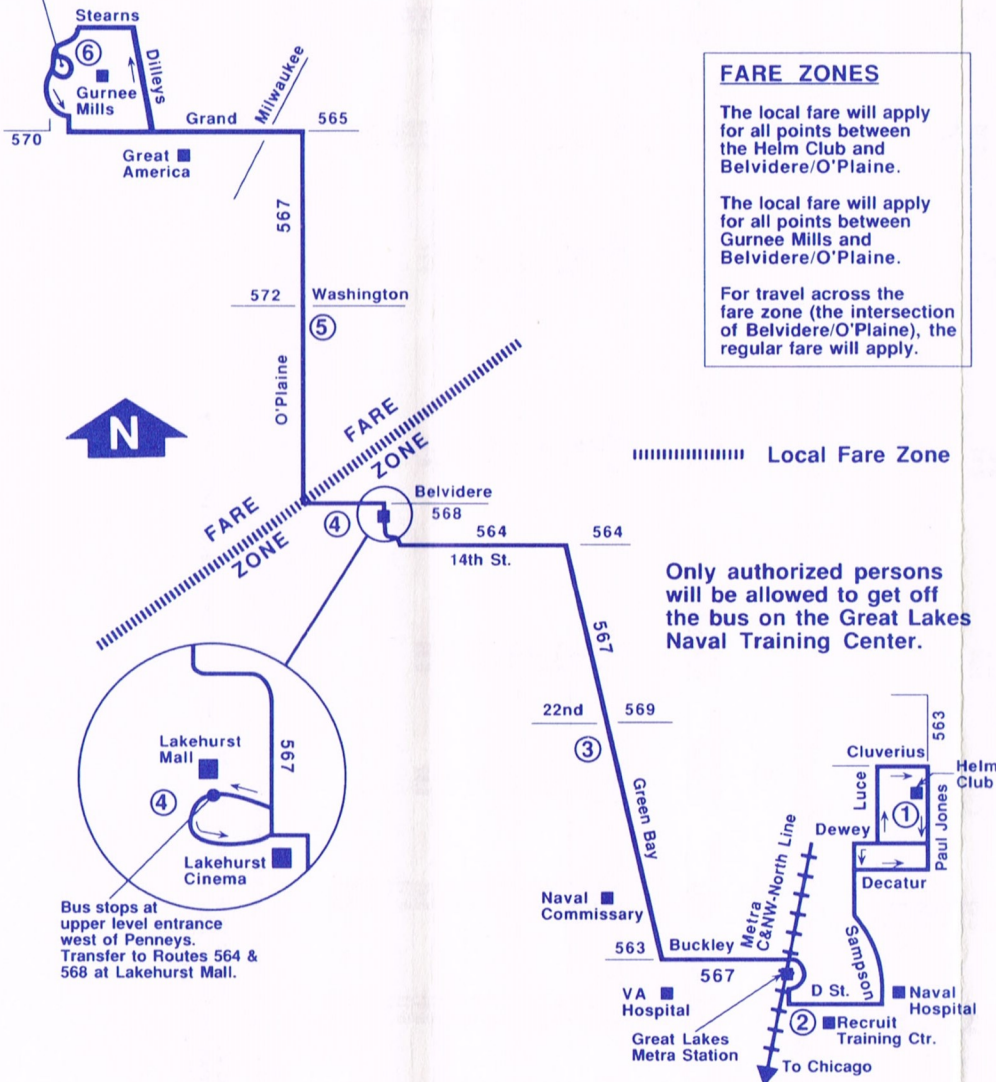 Stearns
6
Gurnee
Mills
Dilleys
570
Grand
Milwaukee
565
Great
America
567
572
Washington
5
O'Plaine
N
FARE ZONES
The local fare will apply
for all points between
the Helm Club and
Belvidere/O'Plaine.
The local fare will apply
for all points between
Gurnee Mills and
Belvidere/O'Plaine.
For travel across the
fare zone (the intersection
of Belvidere/O'Plaine), the
regular fare will apply.
Local Fare Zone
FARE
ZONE
FARE
ZONE
4
Belvidere
568
564
14th St.
564
Only authorized persons
will be allowed to get off
the bus on the Great Lakes
Naval Training Center.
567
22nd
569
3
Green Bay
Lakehurst
Mall
567
4
Lakehurst
Cinema
Bus stops at
upper level entrance
west of Penneys.
Transfer to Routes 564 &
568 at Lakehurst Mall.
563
Cluverius
Helm
Club
Luce
1
Paul Jones
Dewey
Decatur
Metra
C&NW-North Line
Naval
Commissary
563
Buckley
567
Sampson
VA
Hospital
D St.
Naval
Hospital
2
Recruit
Training Ctr.
Great Lakes
Metra Station
To Chicago